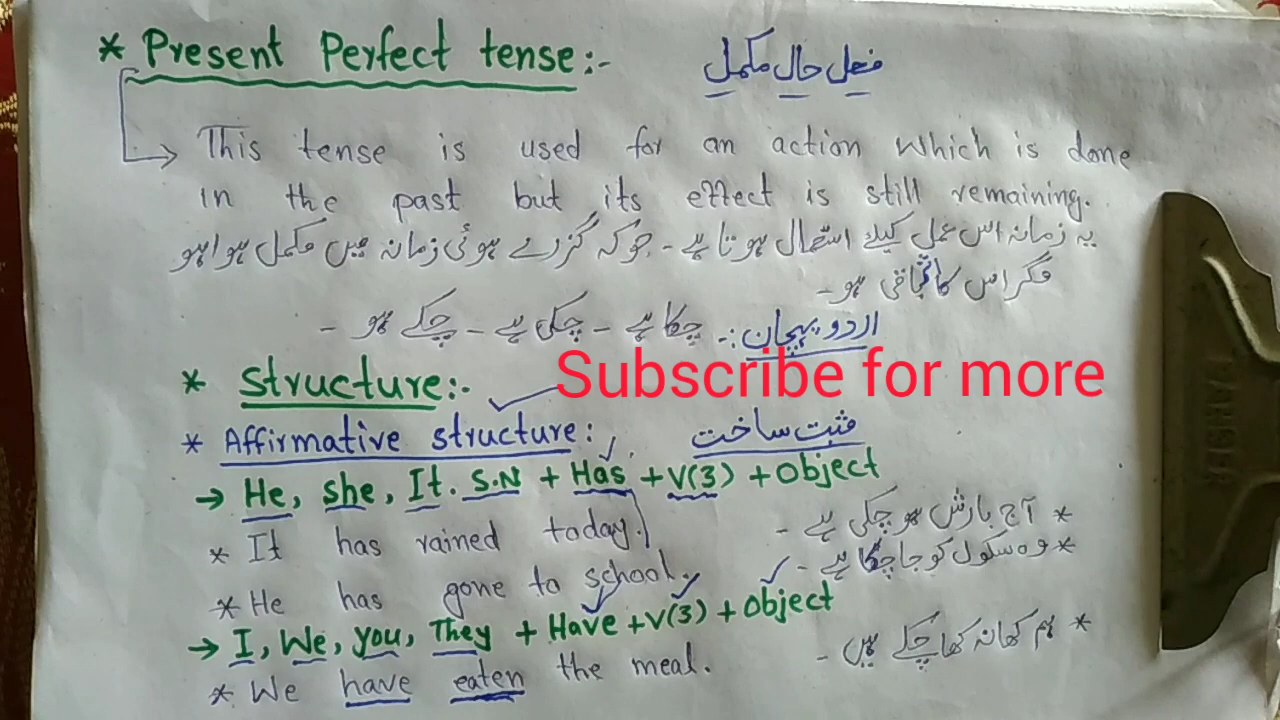 * Present Perfect tense:- فعل حال مکمل
→ This tense is used for an action which is done
in the past but its effect is still remaining.
یہ زمانہ اس عمل کیلئے استعمال ہوتا ہے - جو کہ گزرے ہوئی زمانہ میں مکمل ہوا ہو
مگر اس کا اثر باقی ہو-
اردو پہچان :- چکا ہے - چکی ہے - چکے ہو -
* Structure:-
Subscribe for more
* Affirmative structure: مثبت ساخت
→ He, she, It. S.N + Has + V(3) + Object
* It has rained today. * آج بارش ہو چکی ہے -
* He has gone to school. * وہ سکول کو جا چکا ہے -
→ I, We, you, They + Have + V(3) + Object
* We have eaten the meal. * ہم کھانہ کھا چکے ہیں -